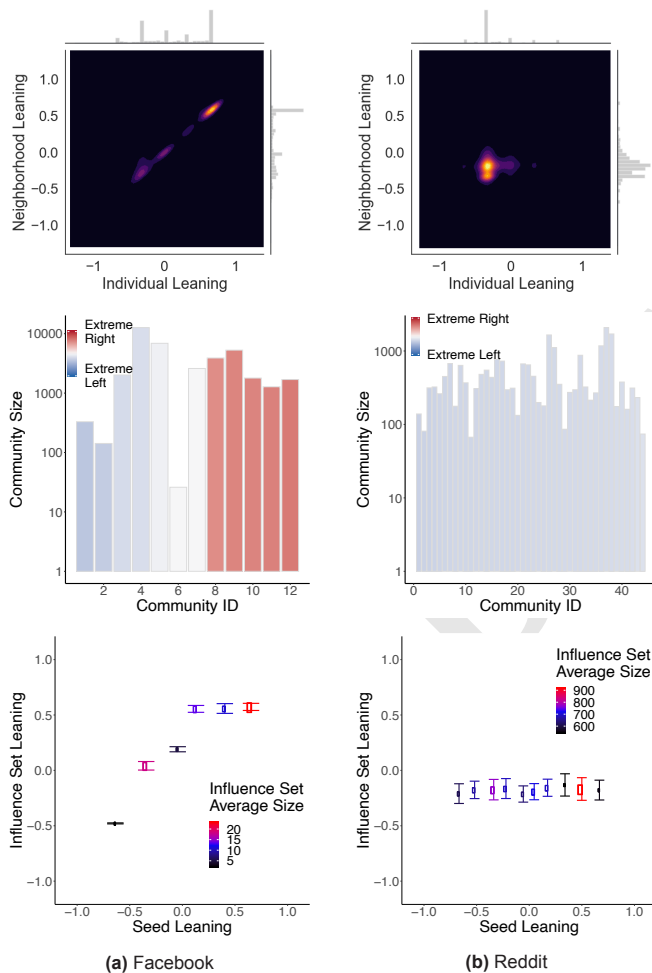 1.0
0.5
0.0
−0.5
−1.0
Neighborhood Leaning
−1
0
1
Individual Leaning
1.0
0.5
0.0
−0.5
−1.0
Neighborhood Leaning
−1
0
1
Individual Leaning
10000
1000
100
10
1
Community Size
Extreme
Right
Extreme
Left
2
4
6
8
10
12
Community ID
1000
100
10
1
Community Size
Extreme Right
Extreme Left
0
10
20
30
40
Community ID
1.0
0.5
0.0
−0.5
−1.0
Influence Set Leaning
Influence Set
Average Size
20
15
10
5
−1.0
−0.5
0.0
0.5
1.0
Seed Leaning
1.0
0.5
0.0
−0.5
−1.0
Influence Set Leaning
Influence Set
Average Size
900
800
700
600
−1.0
−0.5
0.0
0.5
1.0
Seed Leaning
(a) Facebook
(b) Reddit